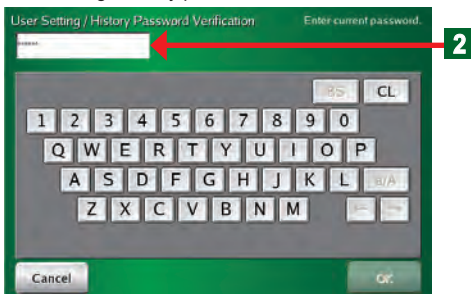 User Setting / History Password Verification Enter current password.
******
2
BS CL
1 2 3 4 5 6 7 8 9 0
Q W E R T Y U I O P
A S D F G H J K L a/A
Z X C V B N M ← →
Cancel OK